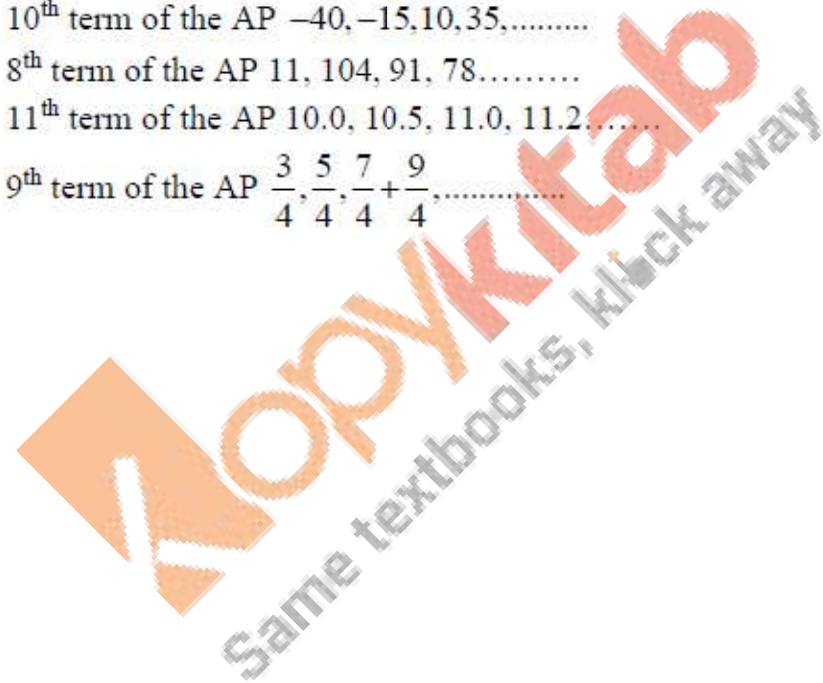 10th term of the AP –40, –15,10,35,.........
8th term of the AP 11, 104, 91, 78.........
11th term of the AP 10.0, 10.5, 11.0, 11.2.......
9th term of the AP 3/4, 5/4, 7/4 + 9/4,...............
kopykitab
Same textbooks, klick away